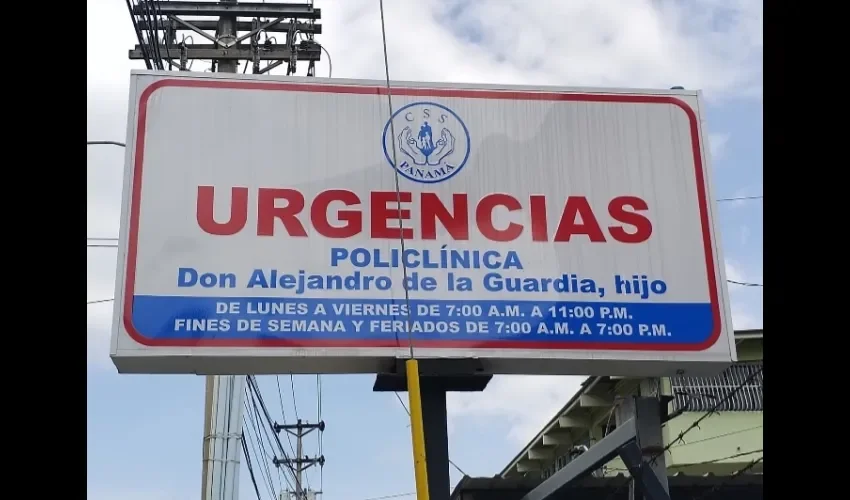 CSS
PANAMÁ
URGENCIAS
POLICLÍNICA
Don Alejandro de la Guardia, hijo
DE LUNES A VIERNES DE 7:00 A.M. A 11:00 P.M.
FINES DE SEMANA Y FERIADOS DE 7:00 A.M. A 7:00 P.M.